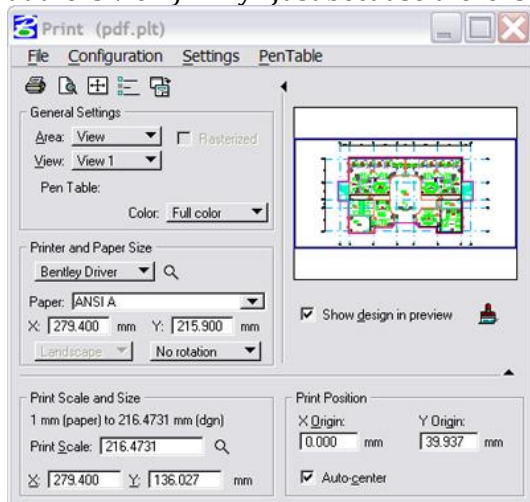 Print (pdf.plt)
File Configuration Settings PenTable
General Settings
Area: View
Rasterized
View: View 1
Pen Table:
Color: Full color
Printer and Paper Size
Bentley Driver
Paper: ANSI A
X: 279.400 mm Y: 215.900 mm
Landscape No rotation
Show design in preview
Print Scale and Size
1 mm (paper) to 216.4731 mm (dgn)
Print Scale: 216.4731
X: 279.400 Y: 136.027 mm
Print Position
X Origin: Y Origin:
0.000 mm 39.937 mm
Auto-center